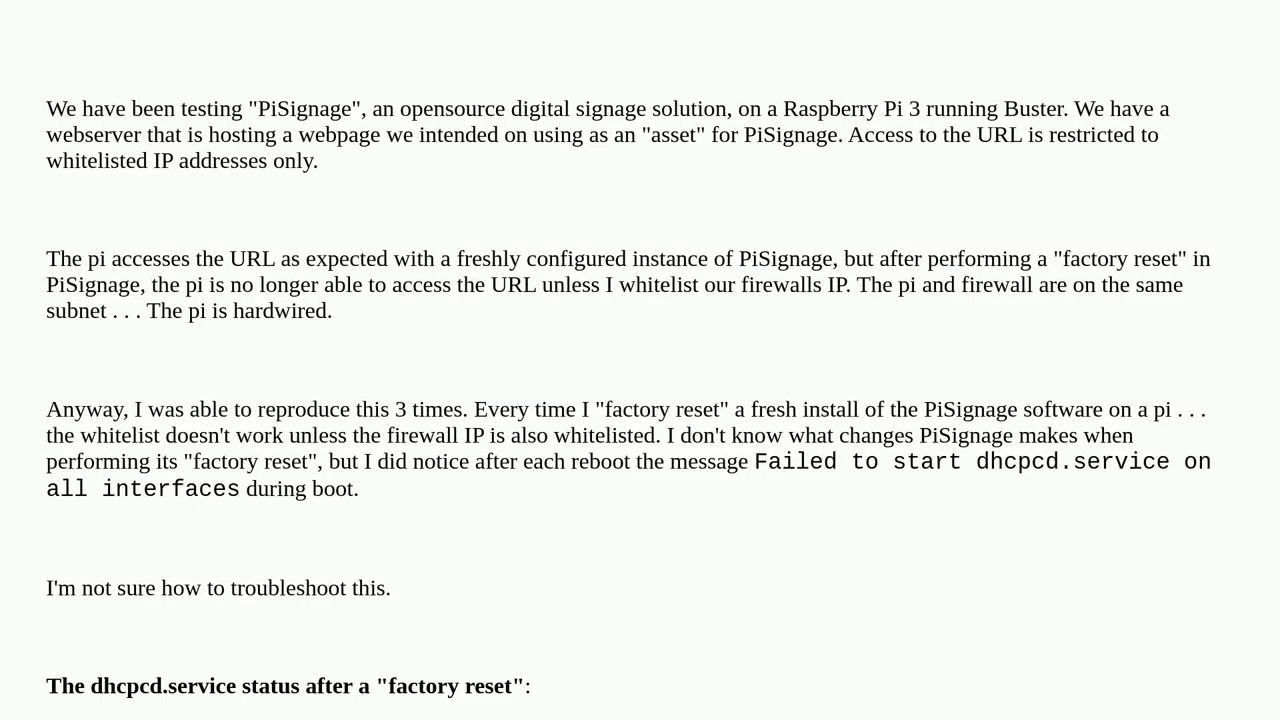 We have been testing "PiSignage", an opensource digital signage solution, on a Raspberry Pi 3 running Buster. We have a
webserver that is hosting a webpage we intended on using as an "asset" for PiSignage. Access to the URL is restricted to
whitelisted IP addresses only.
The pi accesses the URL as expected with a freshly configured instance of PiSignage, but after performing a "factory reset" in
PiSignage, the pi is no longer able to access the URL unless I whitelist our firewalls IP. The pi and firewall are on the same
subnet . . . The pi is hardwired.
Anyway, I was able to reproduce this 3 times. Every time I "factory reset" a fresh install of the PiSignage software on a pi . . .
the whitelist doesn't work unless the firewall IP is also whitelisted. I don't know what changes PiSignage makes when
performing its "factory reset", but I did notice after each reboot the message Failed to start dhcpcd.service on
all interfaces during boot.
I'm not sure how to troubleshoot this.
The dhcpcd.service status after a "factory reset":